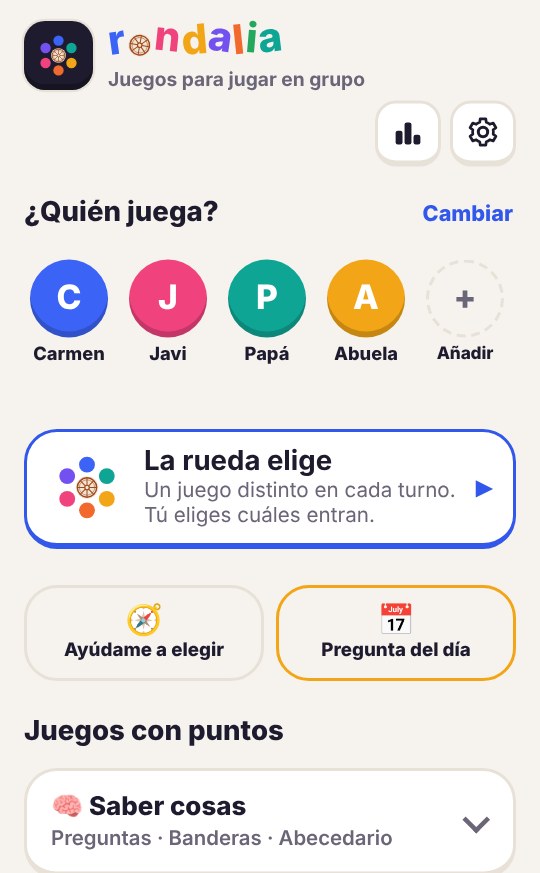 rondalia
Juegos para jugar en grupo
¿Quién juega?
Cambiar
C
J
P
A
+
Carmen
Javi
Papá
Abuela
Añadir
La rueda elige
Un juego distinto en cada turno.
Tú eliges cuáles entran.
July
17
Ayúdame a elegir
Pregunta del día
Juegos con puntos
Saber cosas
Preguntas · Banderas · Abecedario